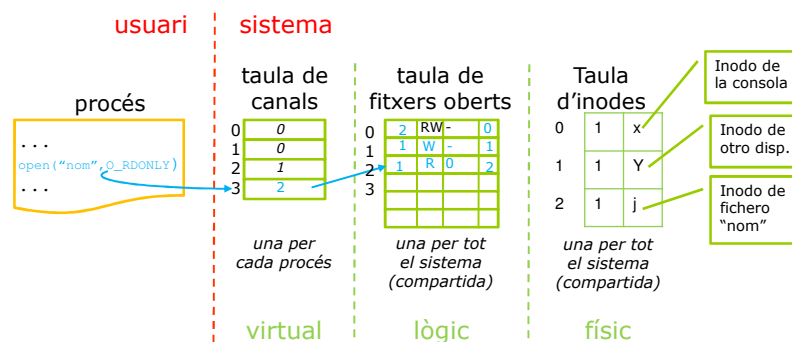 usuari
sistema
procés
taula de
canals
taula de
fitxers oberts
Taula
d'inodes
Inodo de
la consola
Inodo de
otro disp.
Inodo de
fichero
“nom”
...
open(“nom”,O_RDONLY)
...
0 0
1 0
2 1
3 2
0 2 RW - 0
1 1 W - 1
2 1 R 0 2
3
0 1 x
1 1 Y
2 1 j
una per
cada procés
una per tot
el sistema
(compartida)
una per tot
el sistema
(compartida)
virtual
lògic
físic